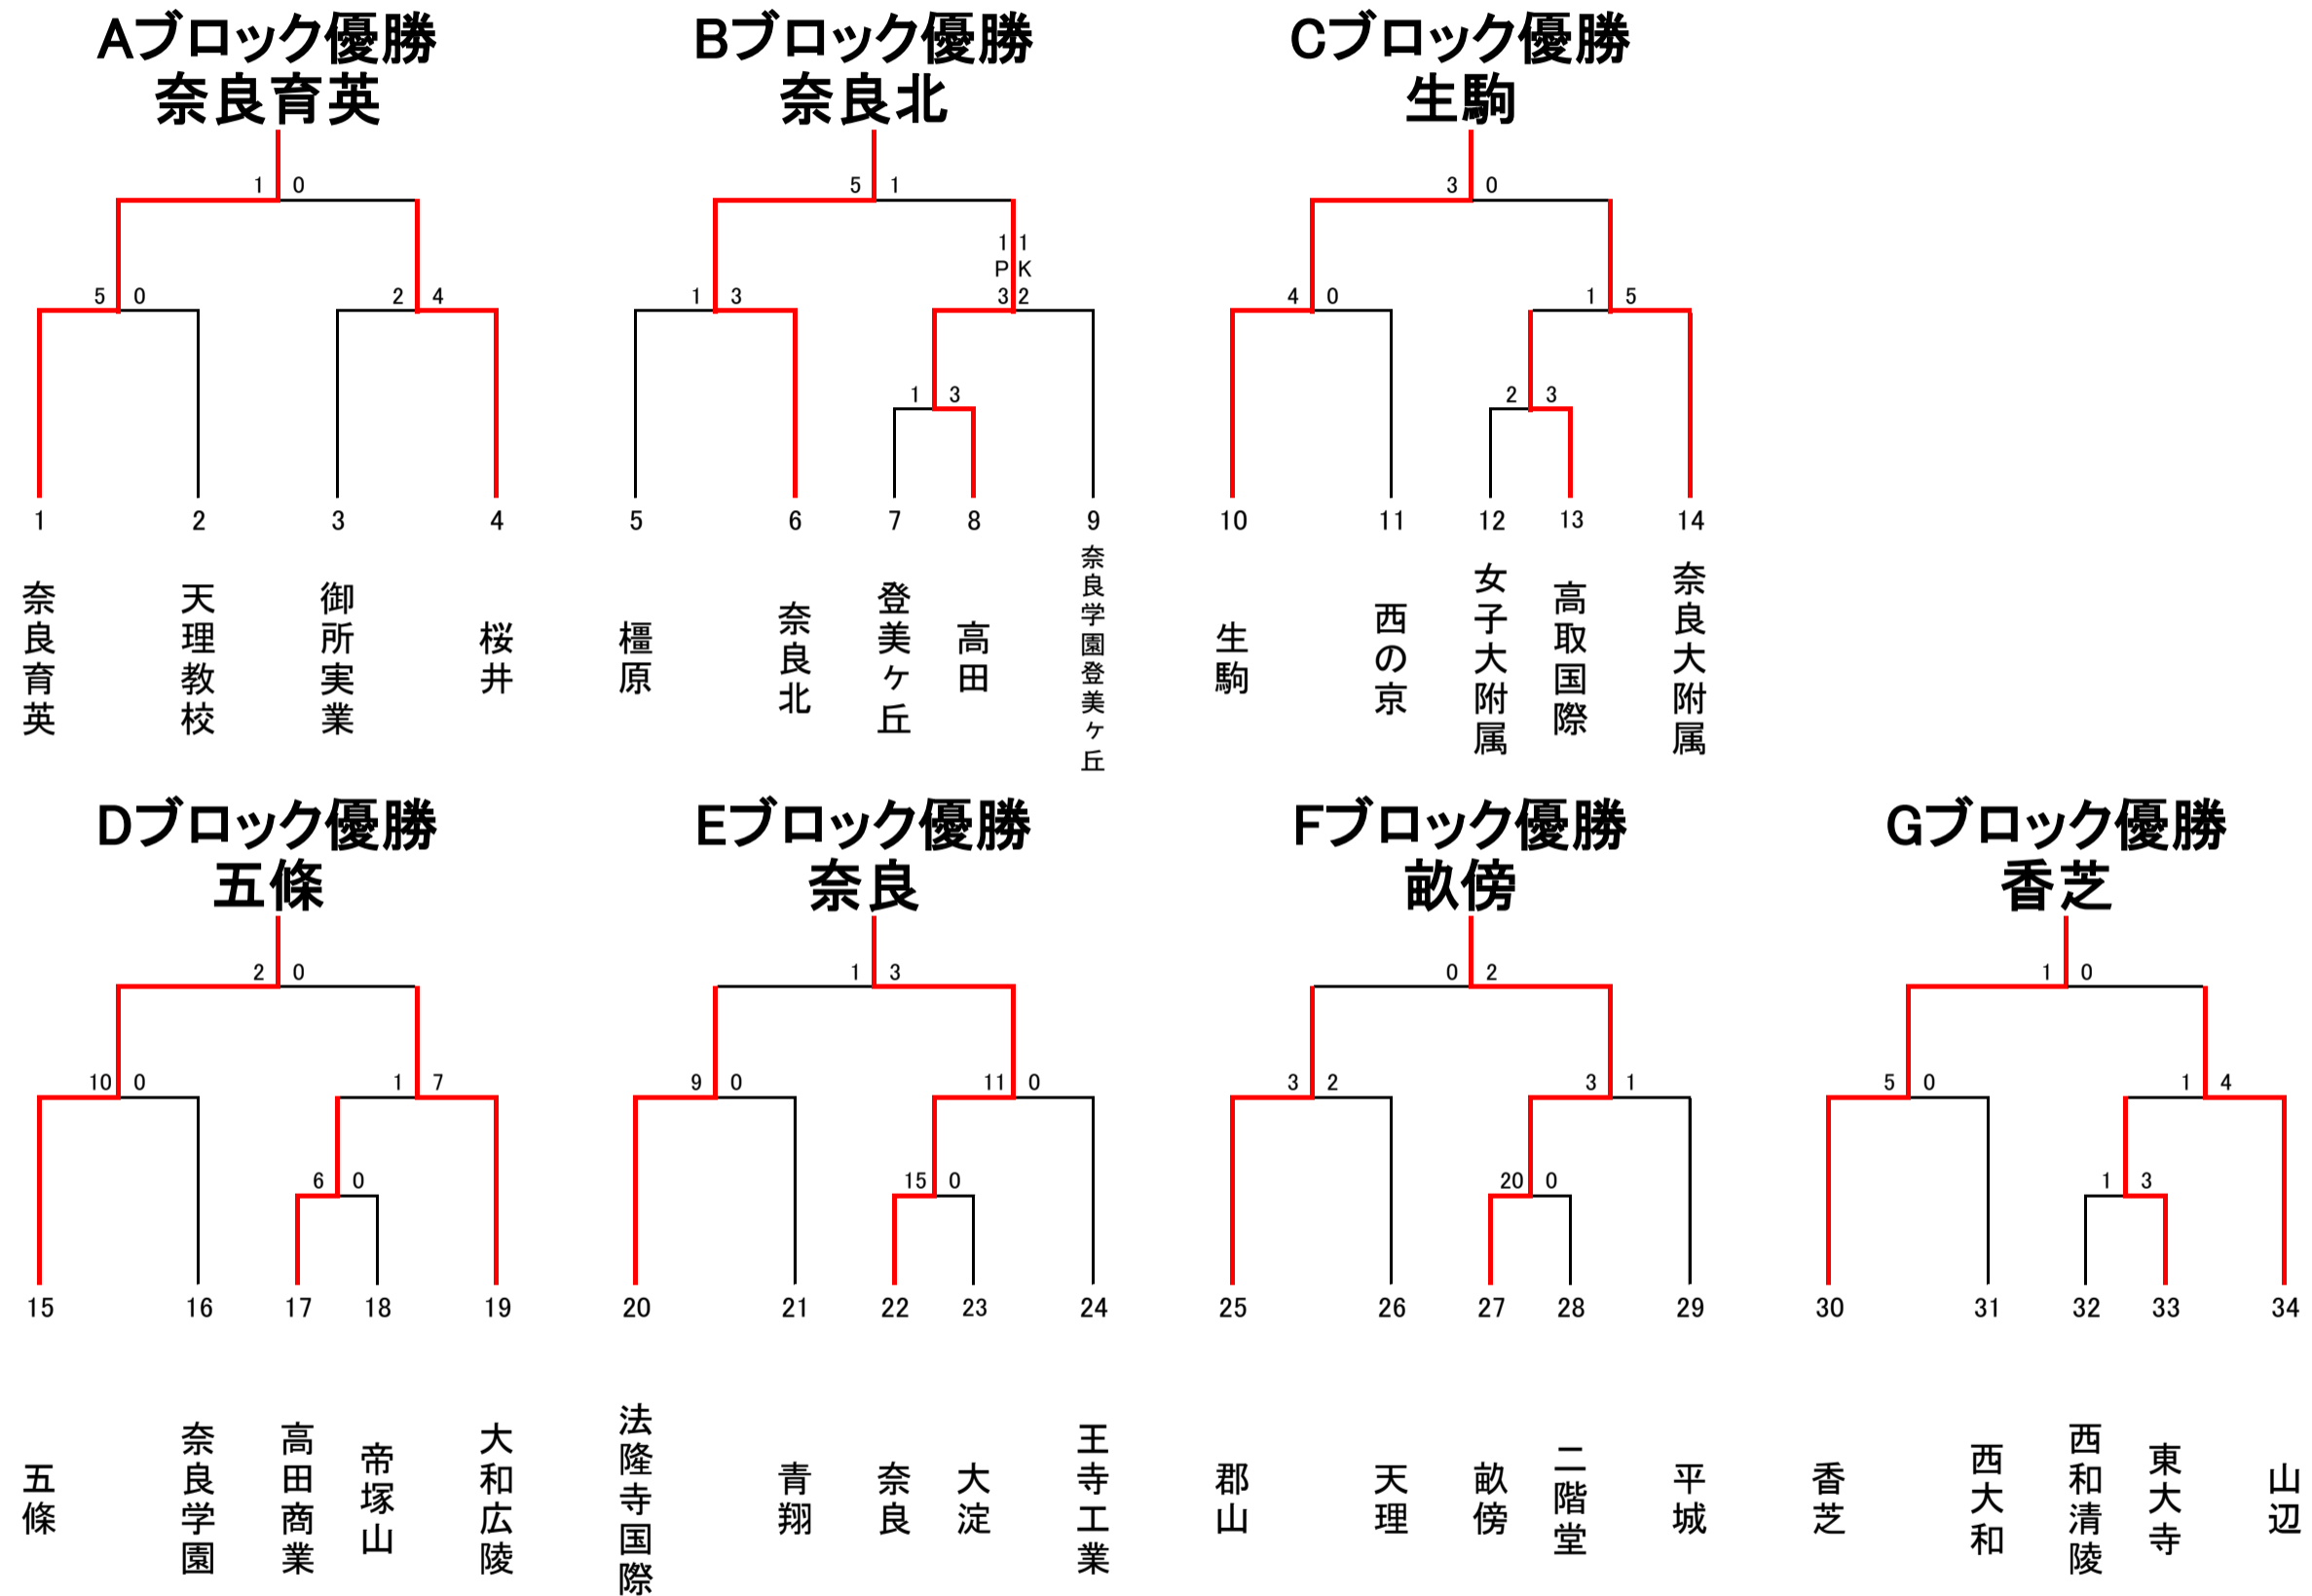 Aブロック優勝
奈良育英
1 0
5 0
2 4
1
2
3
4
奈良育英
天理教校
御所実業
桜井
Bブロック優勝
奈良北
5 1
1 1
P K
1 3
3 2
1 3
5
6
7
8
9
橿原
奈良北
登美ヶ丘
高田
奈良学園登美ヶ丘
Cブロック優勝
生駒
3 0
4 0
1 5
2 3
10
11
12
13
14
生駒
西の京
女子大附属
高取国際
奈良大附属
Dブロック優勝
五條
2 0
10 0
1 7
6 0
15
16
17
18
19
五條
奈良学園
高田商業
帝塚山
大和広陵
Eブロック優勝
奈良
1 3
9 0
11 0
15 0
20
21
22
23
24
法隆寺国際
青翔
奈良
大淀
王寺工業
Fブロック優勝
畝傍
0 2
3 2
3 1
20 0
25
26
27
28
29
郡山
天理
畝傍
二階堂
平城
Gブロック優勝
香芝
1 0
5 0
1 4
1 3
30
31
32
33
34
香芝
西大和
西和清陵
東大寺
山辺